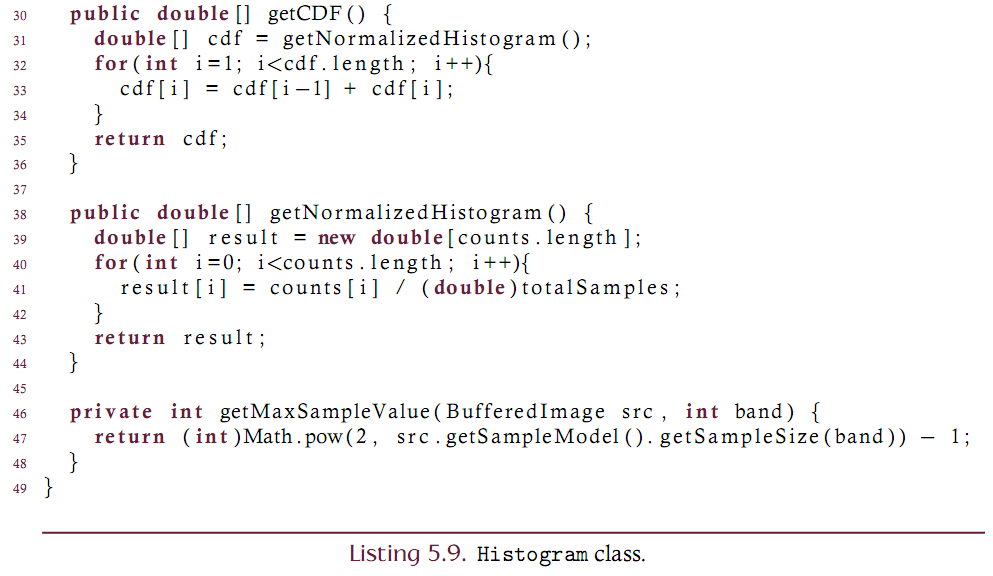 30 public double[] getCDF() {
31 double[] cdf = getNormalizedHistogram();
32 for(int i=1; i<cdf.length; i++){
33 cdf[i] = cdf[i−1] + cdf[i];
34 }
35 return cdf;
36 }
37
38 public double[] getNormalizedHistogram() {
39 double[] result = new double[counts.length];
40 for(int i=0; i<counts.length; i++){
41 result[i] = counts[i] / (double)totalSamples;
42 }
43 return result;
44 }
45
46 private int getMaxSampleValue(BufferedImage src, int band) {
47 return (int)Math.pow(2, src.getSampleModel().getSampleSize(band)) − 1;
48 }
49 }
Listing 5.9. Histogram class.